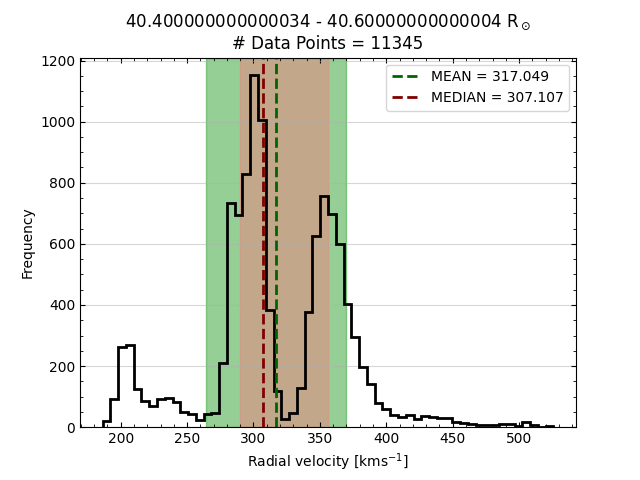 40.400000000000034 - 40.60000000000004 R⊙
# Data Points = 11345
MEAN = 317.049
MEDIAN = 307.107
1200
1000
800
600
400
200
0
Frequency
200 250 300 350 400 450 500
Radial velocity [kms⁻¹]